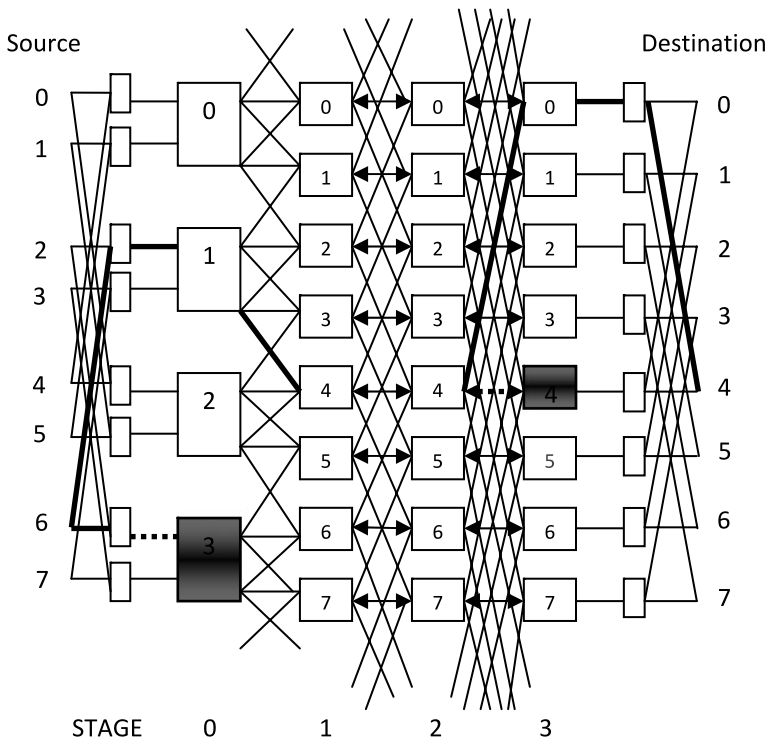 Source Destination
0 0 0 0 0 0
1 1 1 1 1
2 1 2 2 2 2
3 3 3 3 3
4 2 4 4 4 4
5 5 5 5 5
6 3 6 6 6 6
7 7 7 7 7
STAGE 0 1 2 3